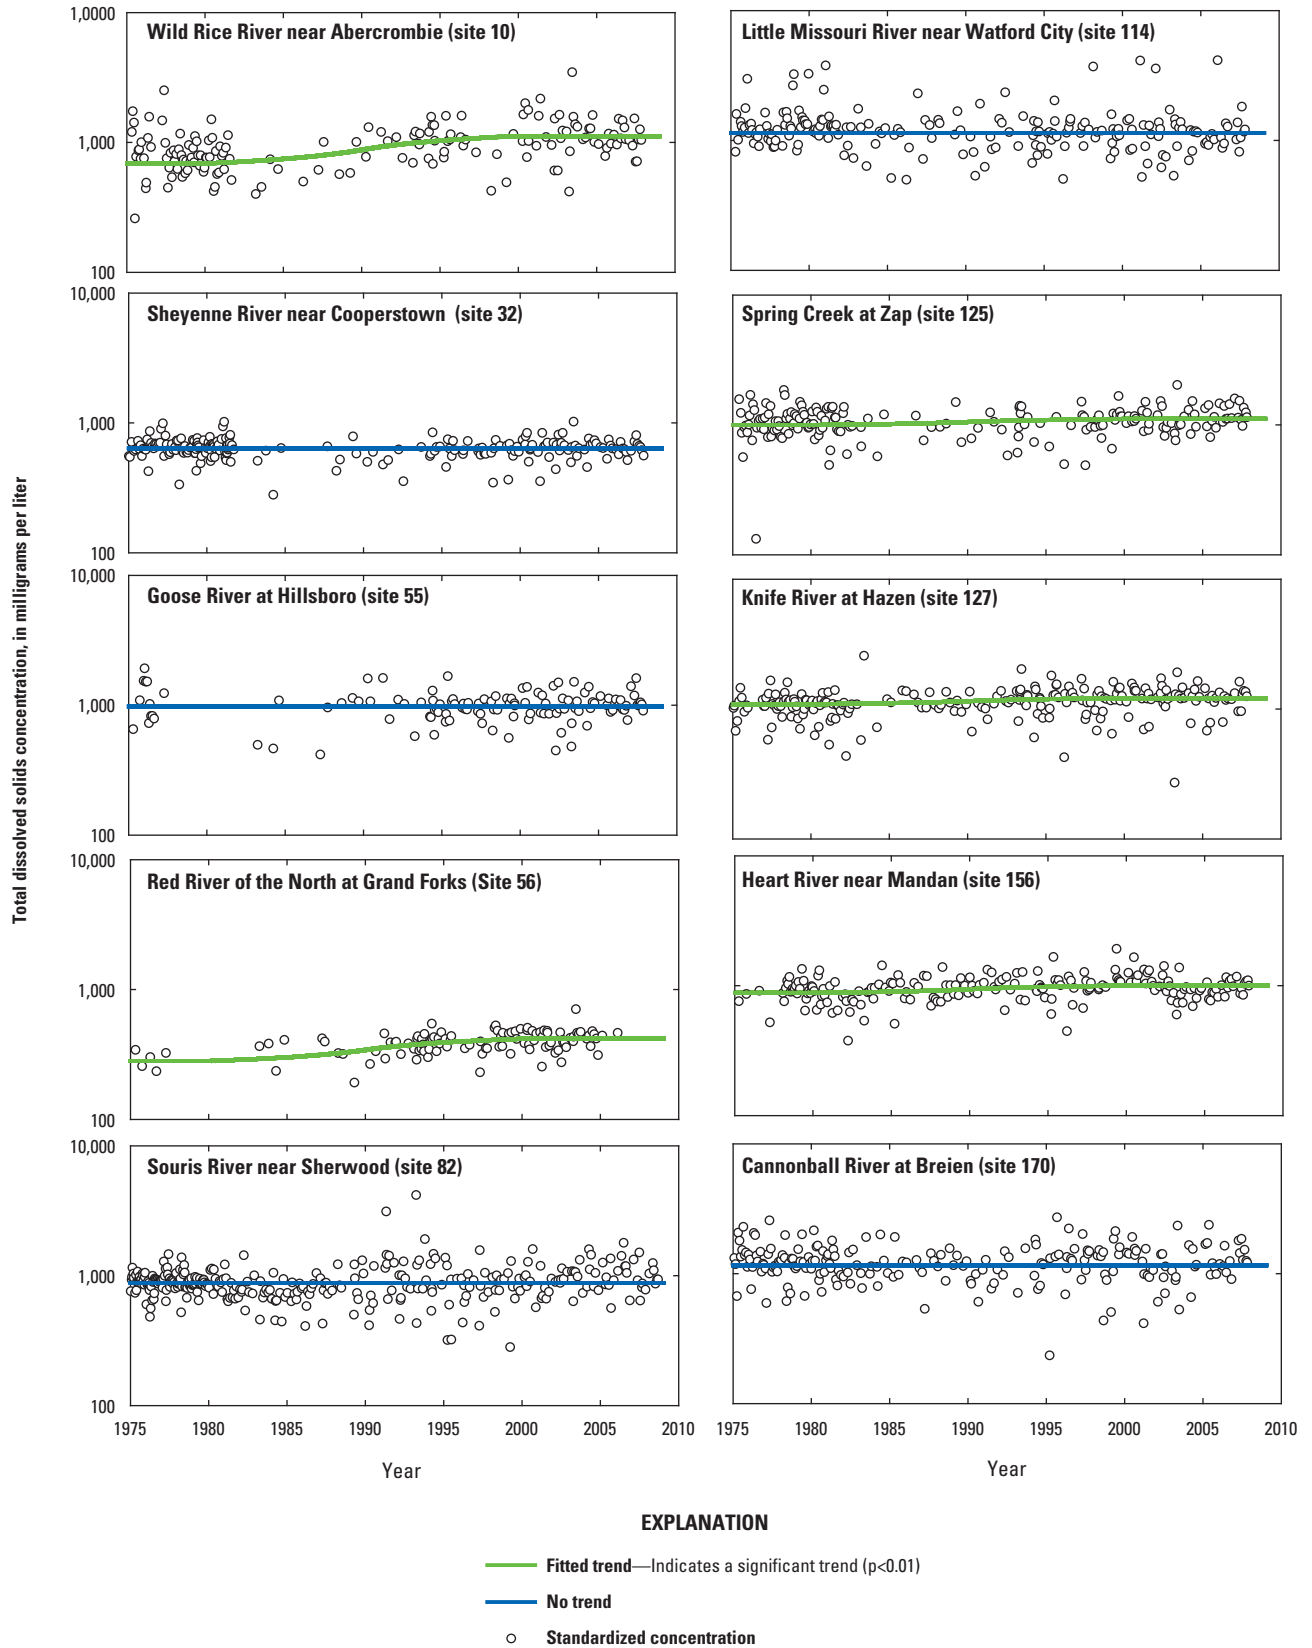 Total dissolved solids concentration, in milligrams per liter
1,0000
1,000
100
Wild Rice River near Abercrombie (site 10)
Little Missouri River near Watford City (site 114)
10,000
1,000
100
Sheyenne River near Cooperstown (site 32)
Spring Creek at Zap (site 125)
10,000
1,000
100
Goose River at Hillsboro (site 55)
Knife River at Hazen (site 127)
10,000
1,000
100
Red River of the North at Grand Forks (Site 56)
Heart River near Mandan (site 156)
10,000
1,000
100
Souris River near Sherwood (site 82)
Cannonball River at Breien (site 170)
1975 1980 1985 1990 1995 2000 2005 2010
1975 1980 1985 1990 1995 2000 2005 2010
Year
Year
EXPLANATION
Fitted trend—Indicates a significant trend (p<0.01)
No trend
Standardized concentration